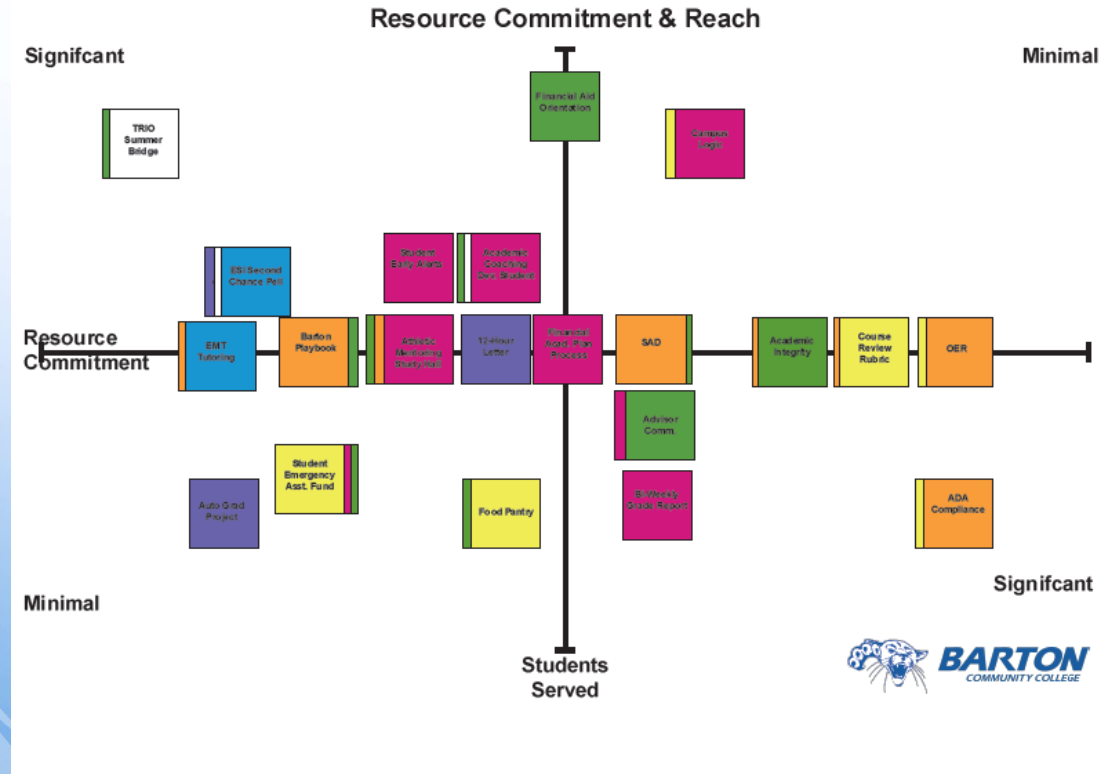 Resource Commitment & Reach
Signifcant
Minimal
Financial Aid
Orientation
TRIO
Summer
Bridge
Campus
Login
Student
Early Alerts
Academic
Coaching
Dev. Student
ESI Second
Chance Pell
Resource
Commitment
EMT
Tutoring
Barton
Playbook
Athletic
Mentoring
Study Hall
12-Hour
Letter
Financial
Acad. Plan
Process
SAD
Academic
Integrity
Course
Review
Rubric
OER
Advisor
Comm.
Student
Emergency
Asst. Fund
Auto Grad
Project
Food Pantry
Bi-Weekly
Grade Report
ADA
Compliance
Minimal
Signifcant
Students
Served
BARTON
COMMUNITY COLLEGE